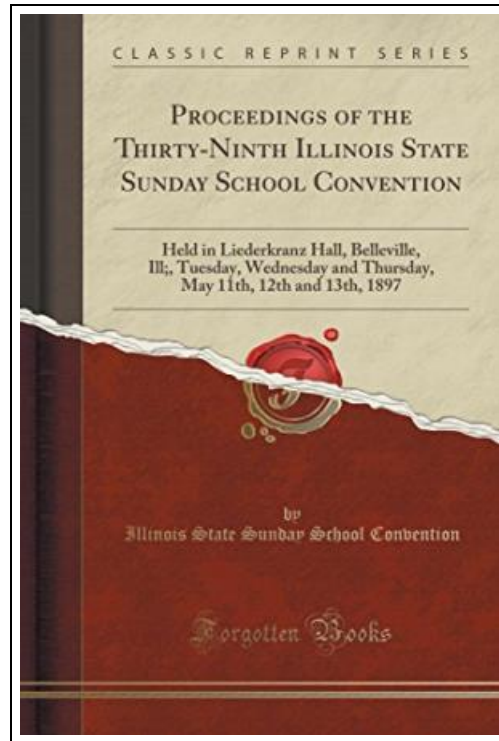 CLASSIC REPRINT SERIES
PROCEEDINGS OF THE
THIRTY-NINTH ILLINOIS STATE
SUNDAY SCHOOL CONVENTION
Held in Liederkranz Hall, Belleville,
Ill;, Tuesday, Wednesday and Thursday,
May 11th, 12th and 13th, 1897
by
Illinois State Sunday School Convention
Forgotten Books